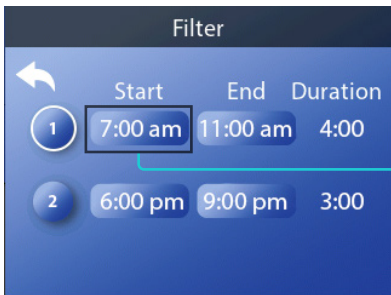 Filter
Start End Duration
1 7:00 am 11:00 am 4:00
2 6:00 pm 9:00 pm 3:00